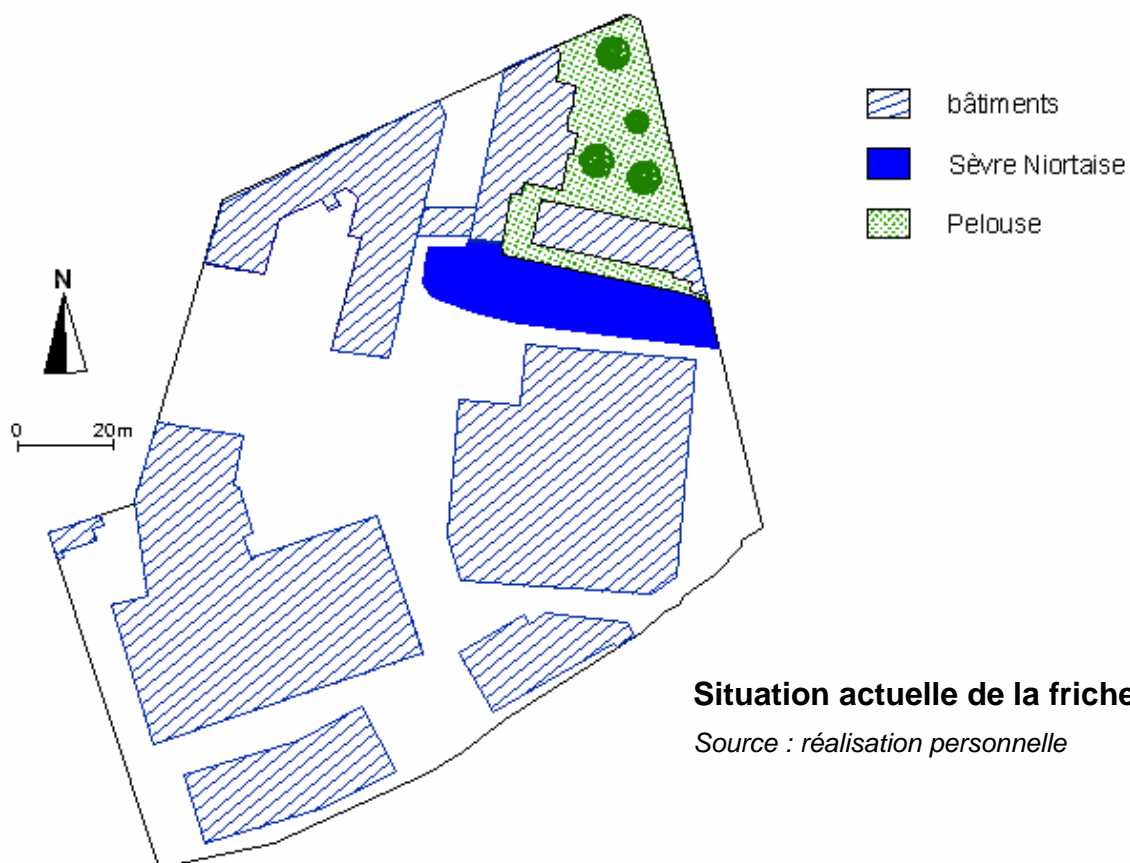 bâtiments
Sèvre Niortaise
Pelouse
N
0 20m
Situation actuelle de la friche
Source : réalisation personnelle